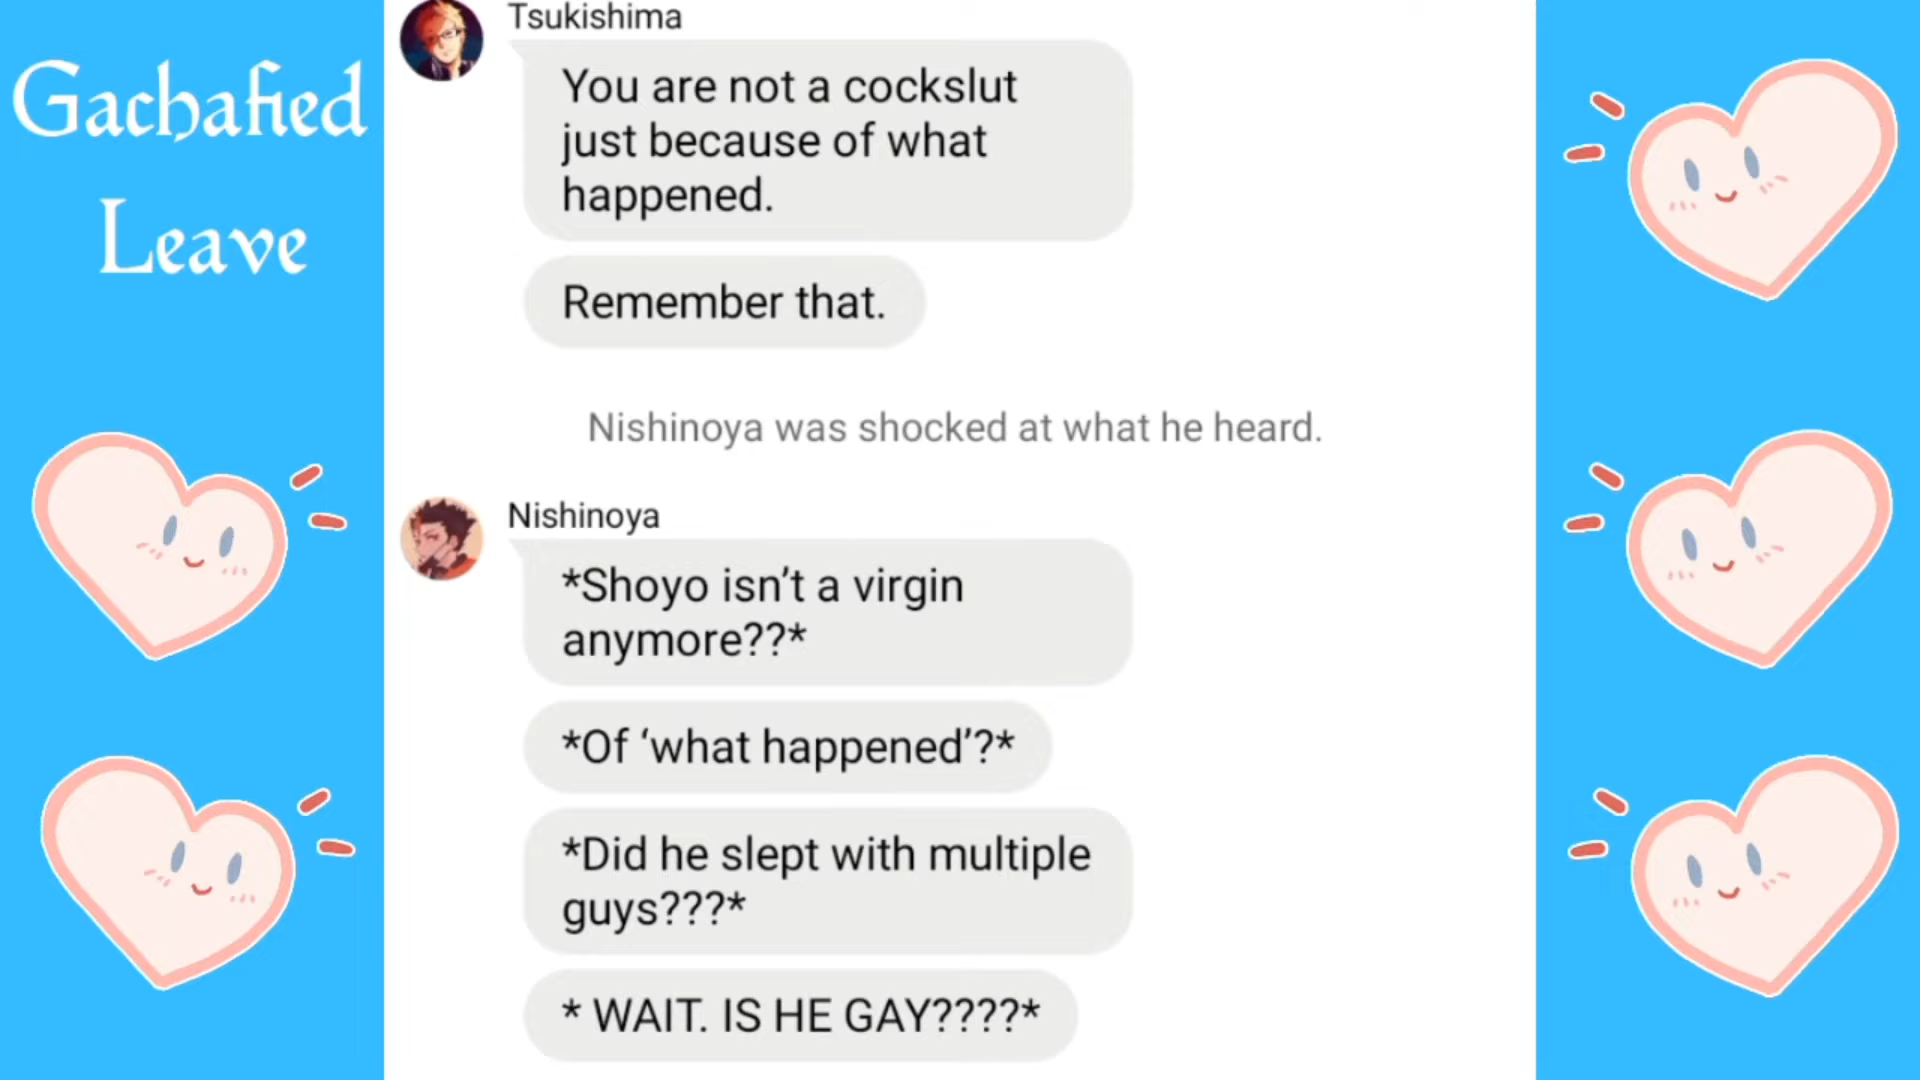 Gachafied
Leave
Tsukishima
You are not a cockslut
just because of what
happened.
Remember that.
Nishinoya was shocked at what he heard.
Nishinoya
*Shoyo isn’t a virgin
anymore??*
*Of ‘what happened’?*
*Did he slept with multiple
guys???*
* WAIT. IS HE GAY????*